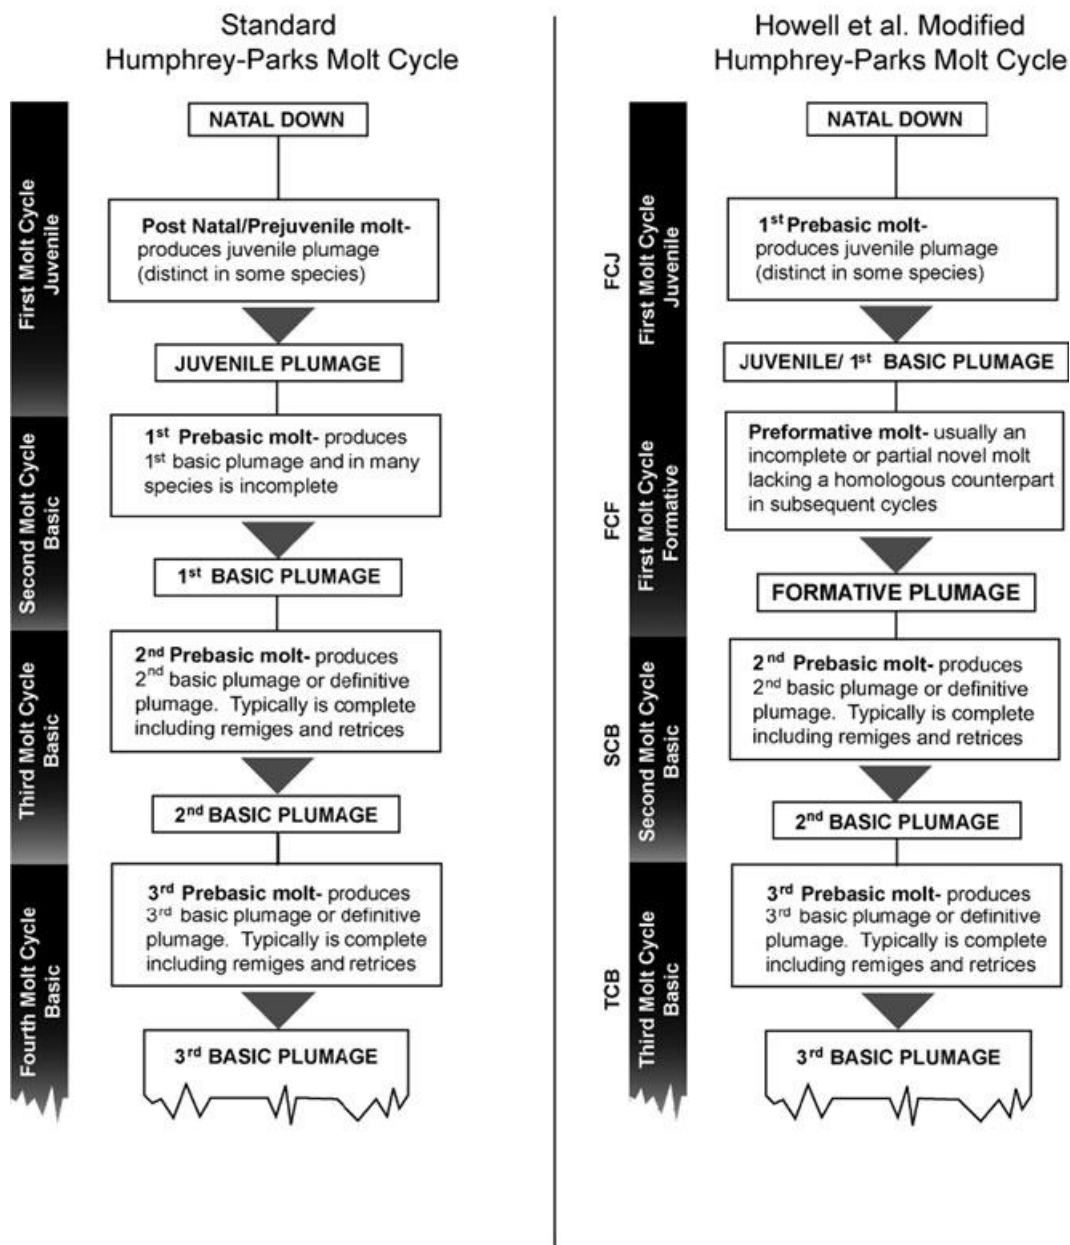 Standard
Humphrey-Parks Molt Cycle
First Molt Cycle
Juvenile
Second Molt Cycle
Basic
Third Molt Cycle
Basic
Fourth Molt Cycle
Basic
NATAL DOWN
Post Natal/Prejuvenile molt-
produces juvenile plumage
(distinct in some species)
JUVENILE PLUMAGE
1st Prebasic molt- produces
1st basic plumage and in many
species is incomplete
1st BASIC PLUMAGE
2nd Prebasic molt- produces
2nd basic plumage or definitive
plumage. Typically is complete
including remiges and retrices
2nd BASIC PLUMAGE
3rd Prebasic molt- produces
3rd basic plumage or definitive
plumage. Typically is complete
including remiges and retrices
3rd BASIC PLUMAGE
Howell et al. Modified
Humphrey-Parks Molt Cycle
FCJ
First Molt Cycle
Juvenile
FCF
First Molt Cycle
Formative
SCB
Second Molt Cycle
Basic
TCB
Third Molt Cycle
Basic
NATAL DOWN
1st Prebasic molt-
produces juvenile plumage
(distinct in some species)
JUVENILE/ 1st BASIC PLUMAGE
Preformative molt- usually an
incomplete or partial novel molt
lacking a homologous counterpart
in subsequent cycles
FORMATIVE PLUMAGE
2nd Prebasic molt- produces
2nd basic plumage or definitive
plumage. Typically is complete
including remiges and retrices
2nd BASIC PLUMAGE
3rd Prebasic molt- produces
3rd basic plumage or definitive
plumage. Typically is complete
including remiges and retrices
3rd BASIC PLUMAGE